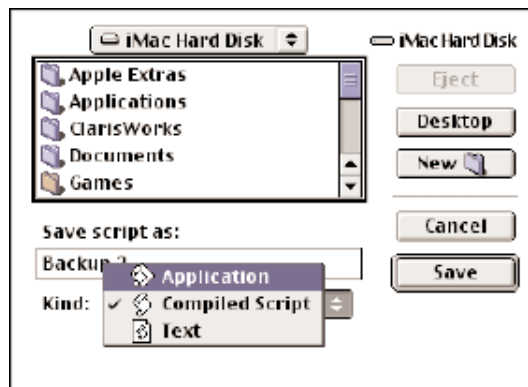 iMac Hard Disk
iMac Hard Disk
Apple Extras
Applications
ClarisWorks
Documents
Games
Eject
Desktop
New
Save script as:
Backup
Kind:
Application
Compiled Script
Text
Cancel
Save